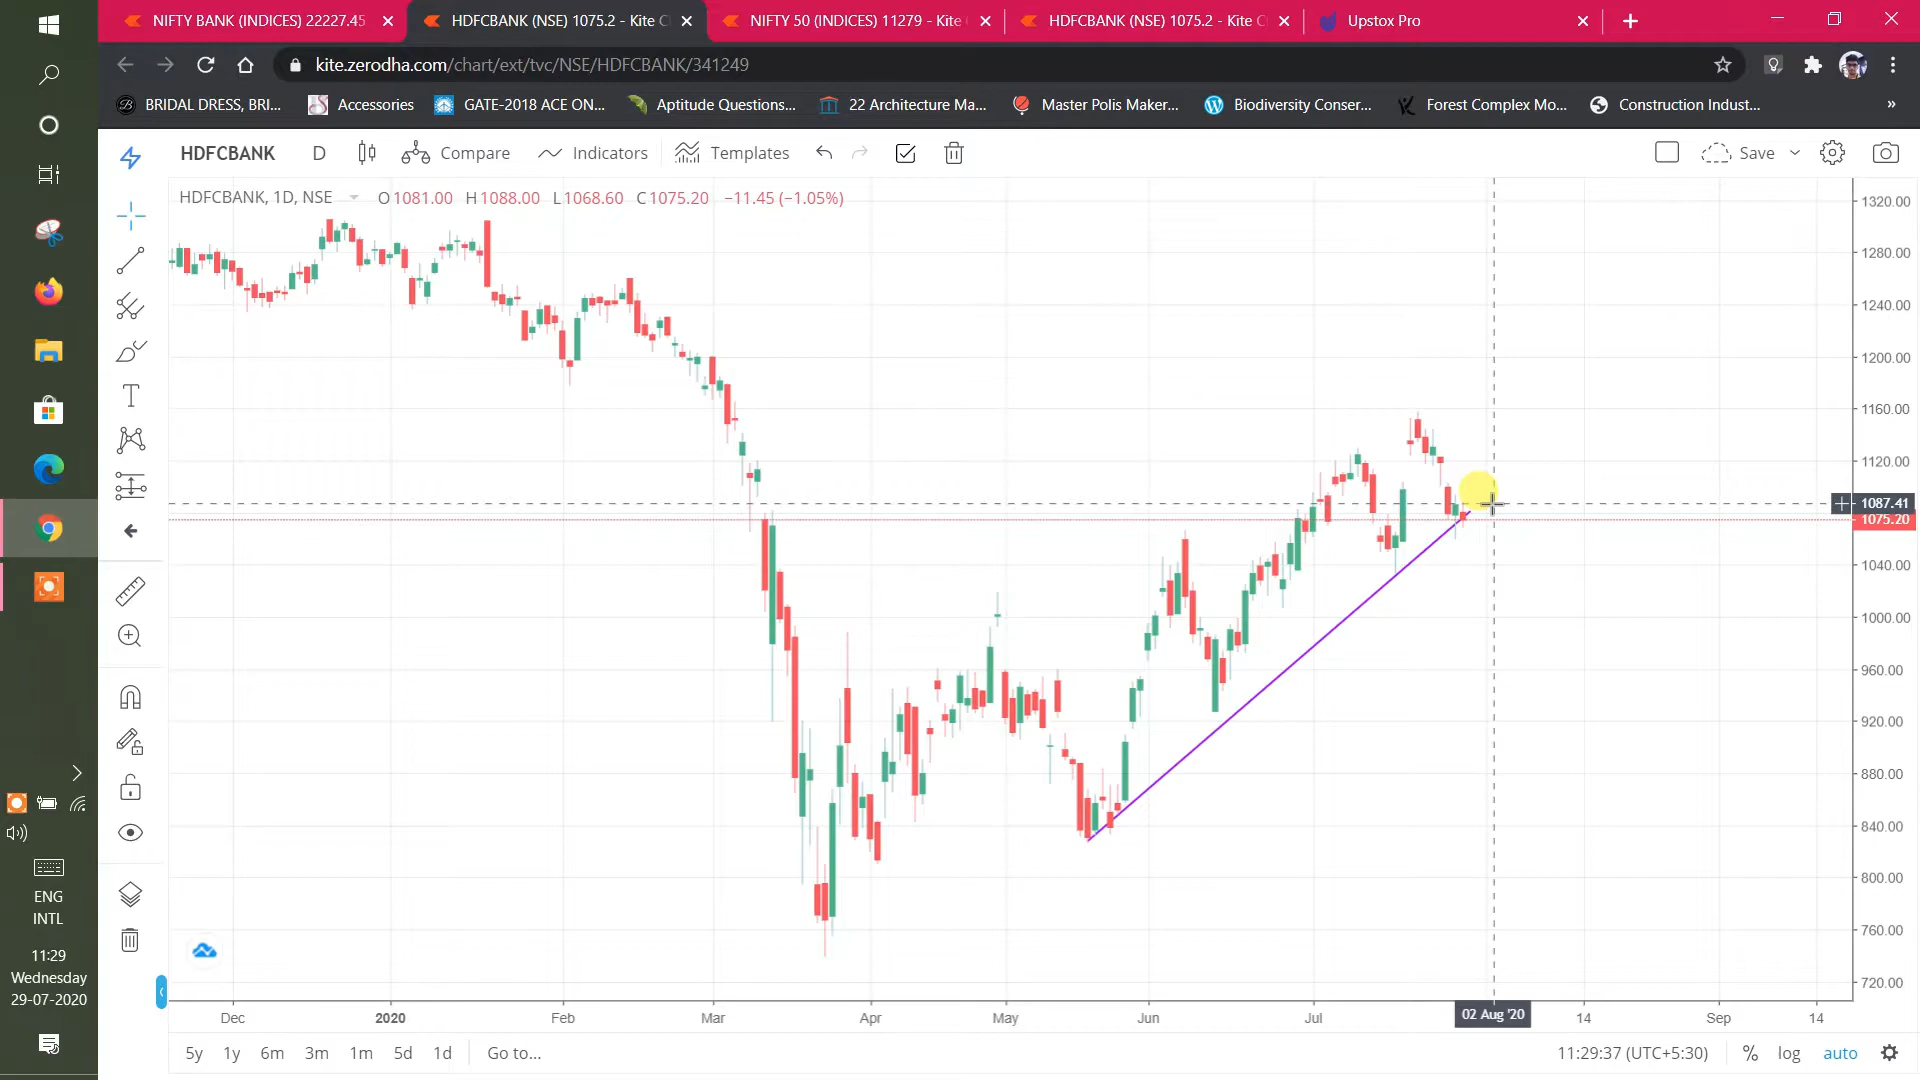 NIFTY BANK (INDICES) 22227.45
HDFCBANK (NSE) 1075.2 - Kite C
NIFTY 50 (INDICES) 11279 - Kite
HDFCBANK (NSE) 1075.2 - Kite C
Upstox Pro
kite.zerodha.com/chart/ext/tvc/NSE/HDFCBANK/341249
BRIDAL DRESS, BRI...
Accessories
GATE-2018 ACE ON...
Aptitude Questions...
22 Architecture Ma...
Master Polis Maker...
Biodiversity Conser...
Forest Complex Mo...
Construction Indust...
»
HDFCBANK D Compare Indicators Templates Save
HDFCBANK, 1D, NSE O1081.00 H1088.00 L1068.60 C1075.20 −11.45 (−1.05%)
1320.00
1280.00
1240.00
1200.00
1160.00
1120.00
1087.41
1075.20
1040.00
1000.00
960.00
920.00
880.00
840.00
800.00
760.00
720.00
Dec 2020 Feb Mar Apr May Jun Jul 02 Aug '20 14 Sep 14
5y 1y 6m 3m 1m 5d 1d Go to... 11:29:37 (UTC+5:30) % log auto
ENG
INTL
11:29
Wednesday
29-07-2020